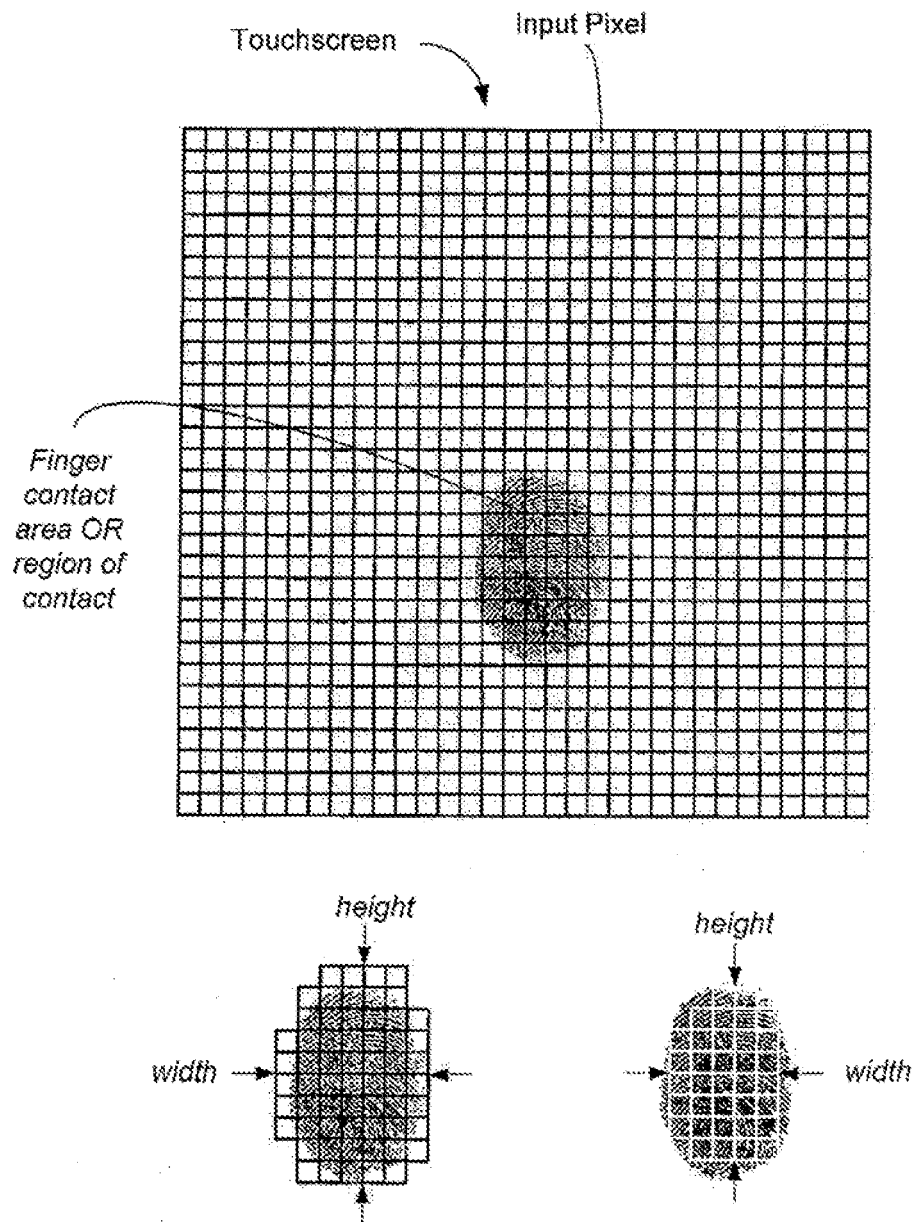 Input Pixel
Touchscreen
Finger
contact
area OR
region of
contact
height
height
width
width